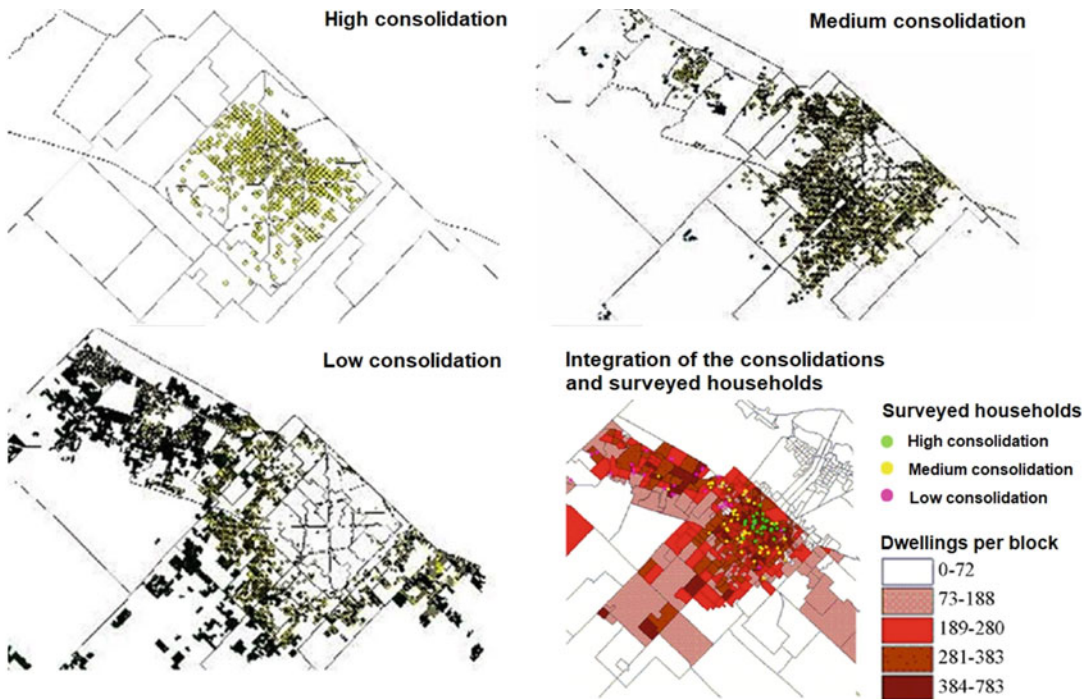 High consolidation
Medium consolidation
Low consolidation
Integration of the consolidations
and surveyed households
Surveyed households
High consolidation
Medium consolidation
Low consolidation
Dwellings per block
0-72
73-188
189-280
281-383
384-783